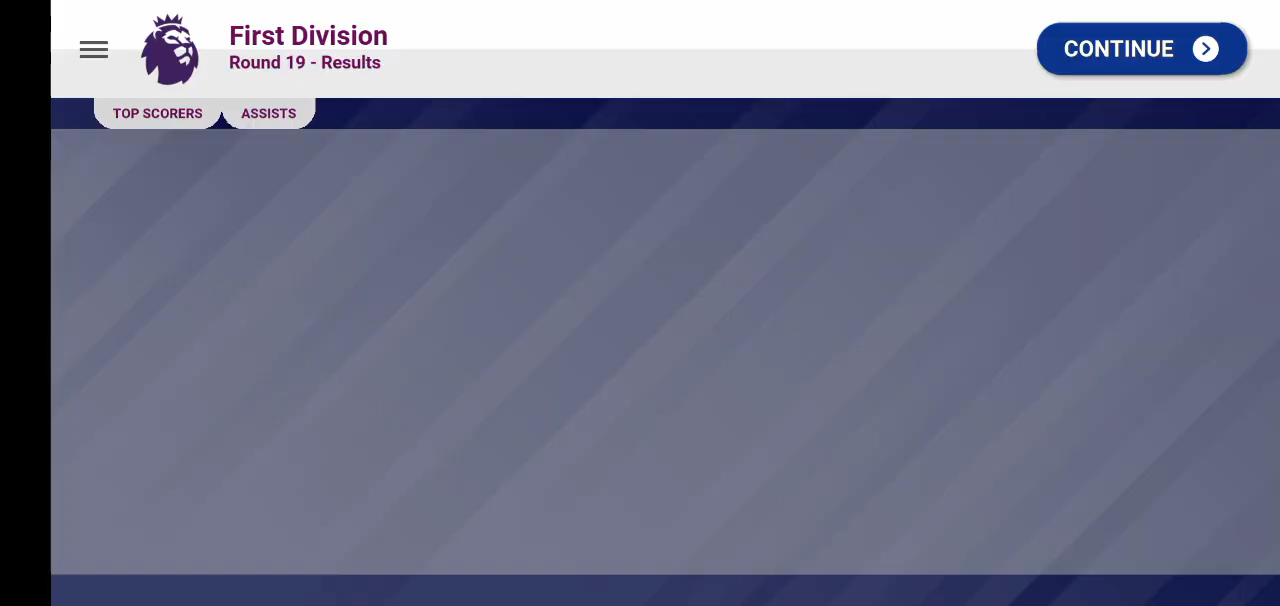 First Division
Round 19 - Results
CONTINUE
TOP SCORERS
ASSISTS